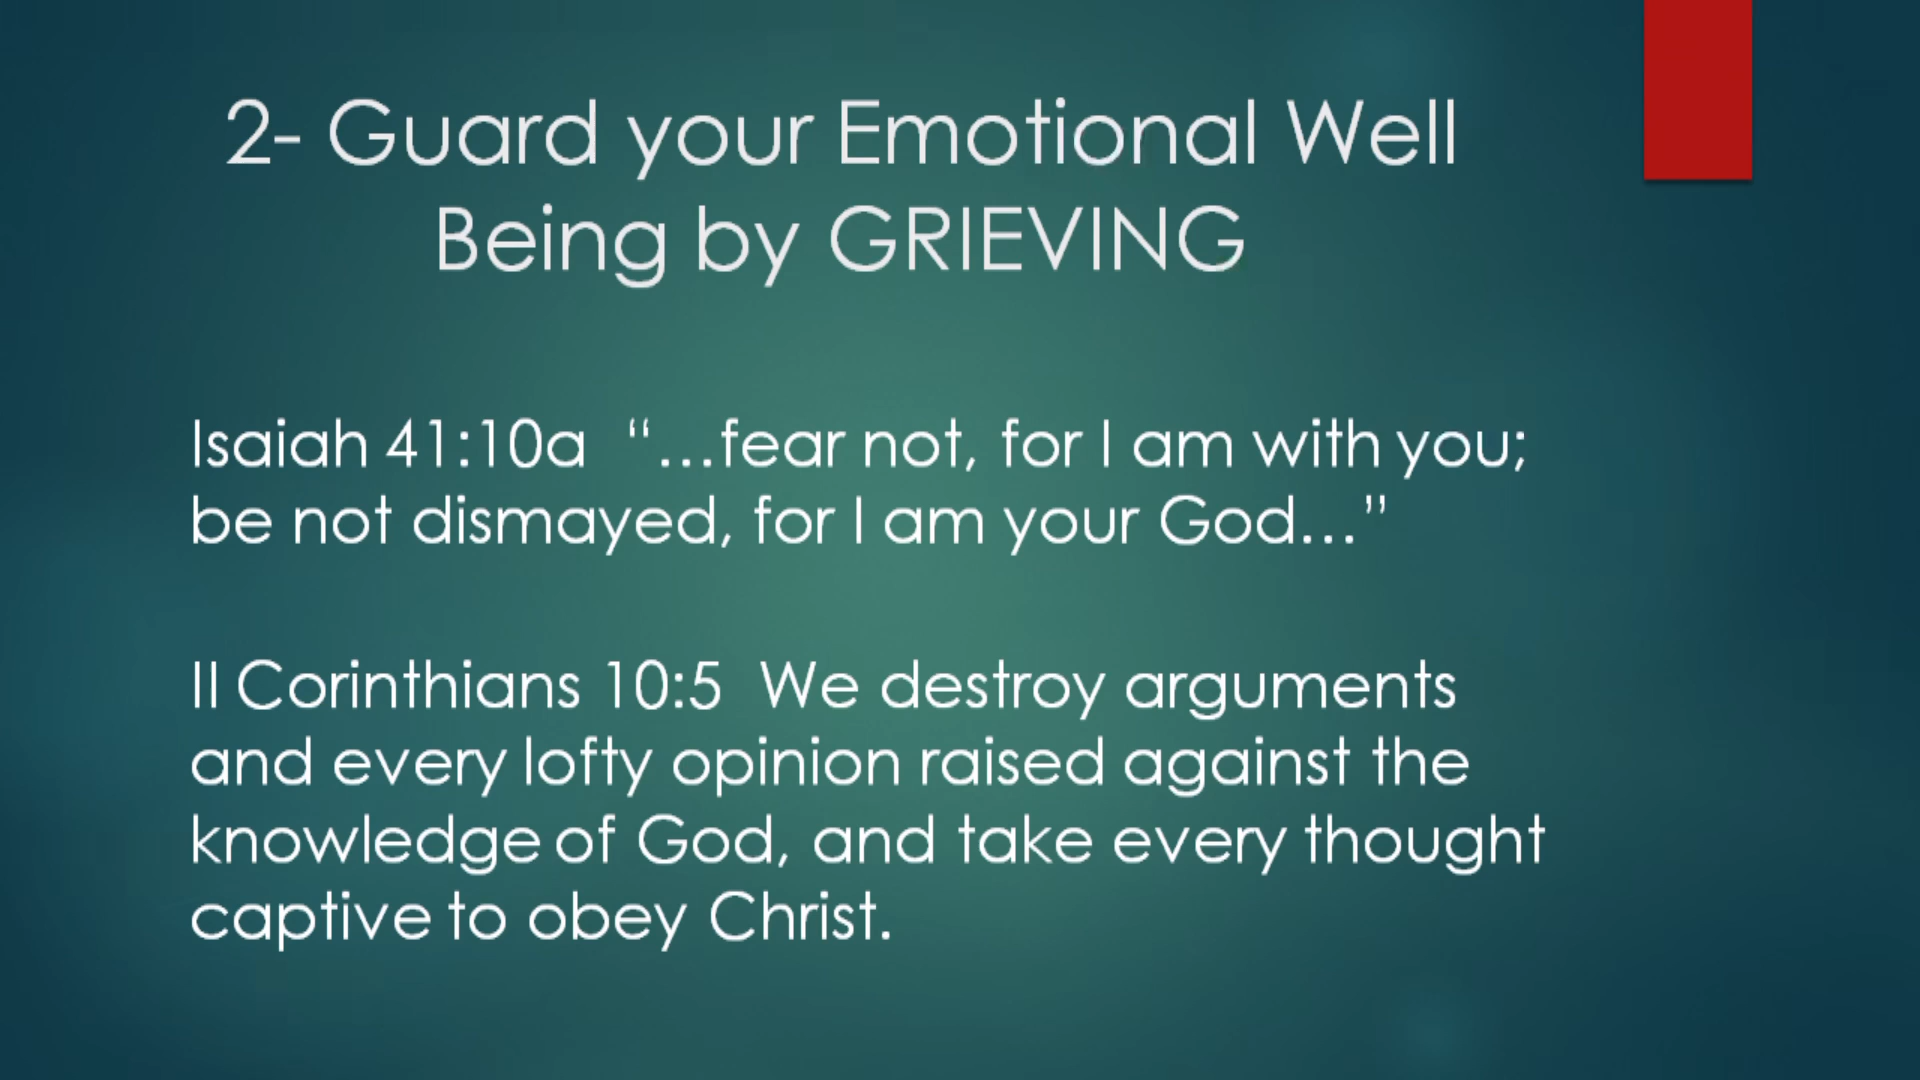 2- Guard your Emotional Well
Being by GRIEVING
Isaiah 41:10a  “…fear not, for I am with you;
be not dismayed, for I am your God…”
II Corinthians 10:5  We destroy arguments
and every lofty opinion raised against the
knowledge of God, and take every thought
captive to obey Christ.